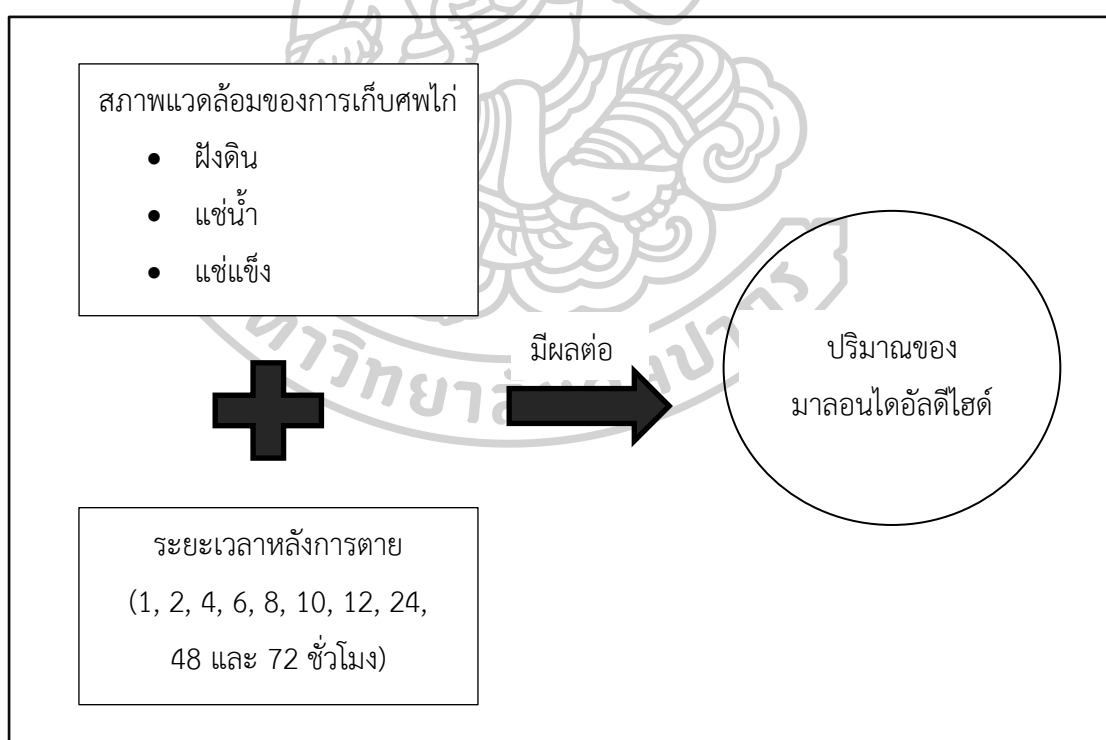 สภาพแวดล้อมของการเก็บศพไก่
• ฝังดิน
• แช่น้ำ
• แช่แข็ง
มีผลต่อ
ปริมาณของ
มาลอนไดอัลดีไฮด์
ระยะเวลาหลังการตาย
(1, 2, 4, 6, 8, 10, 12, 24,
48 และ 72 ชั่วโมง)